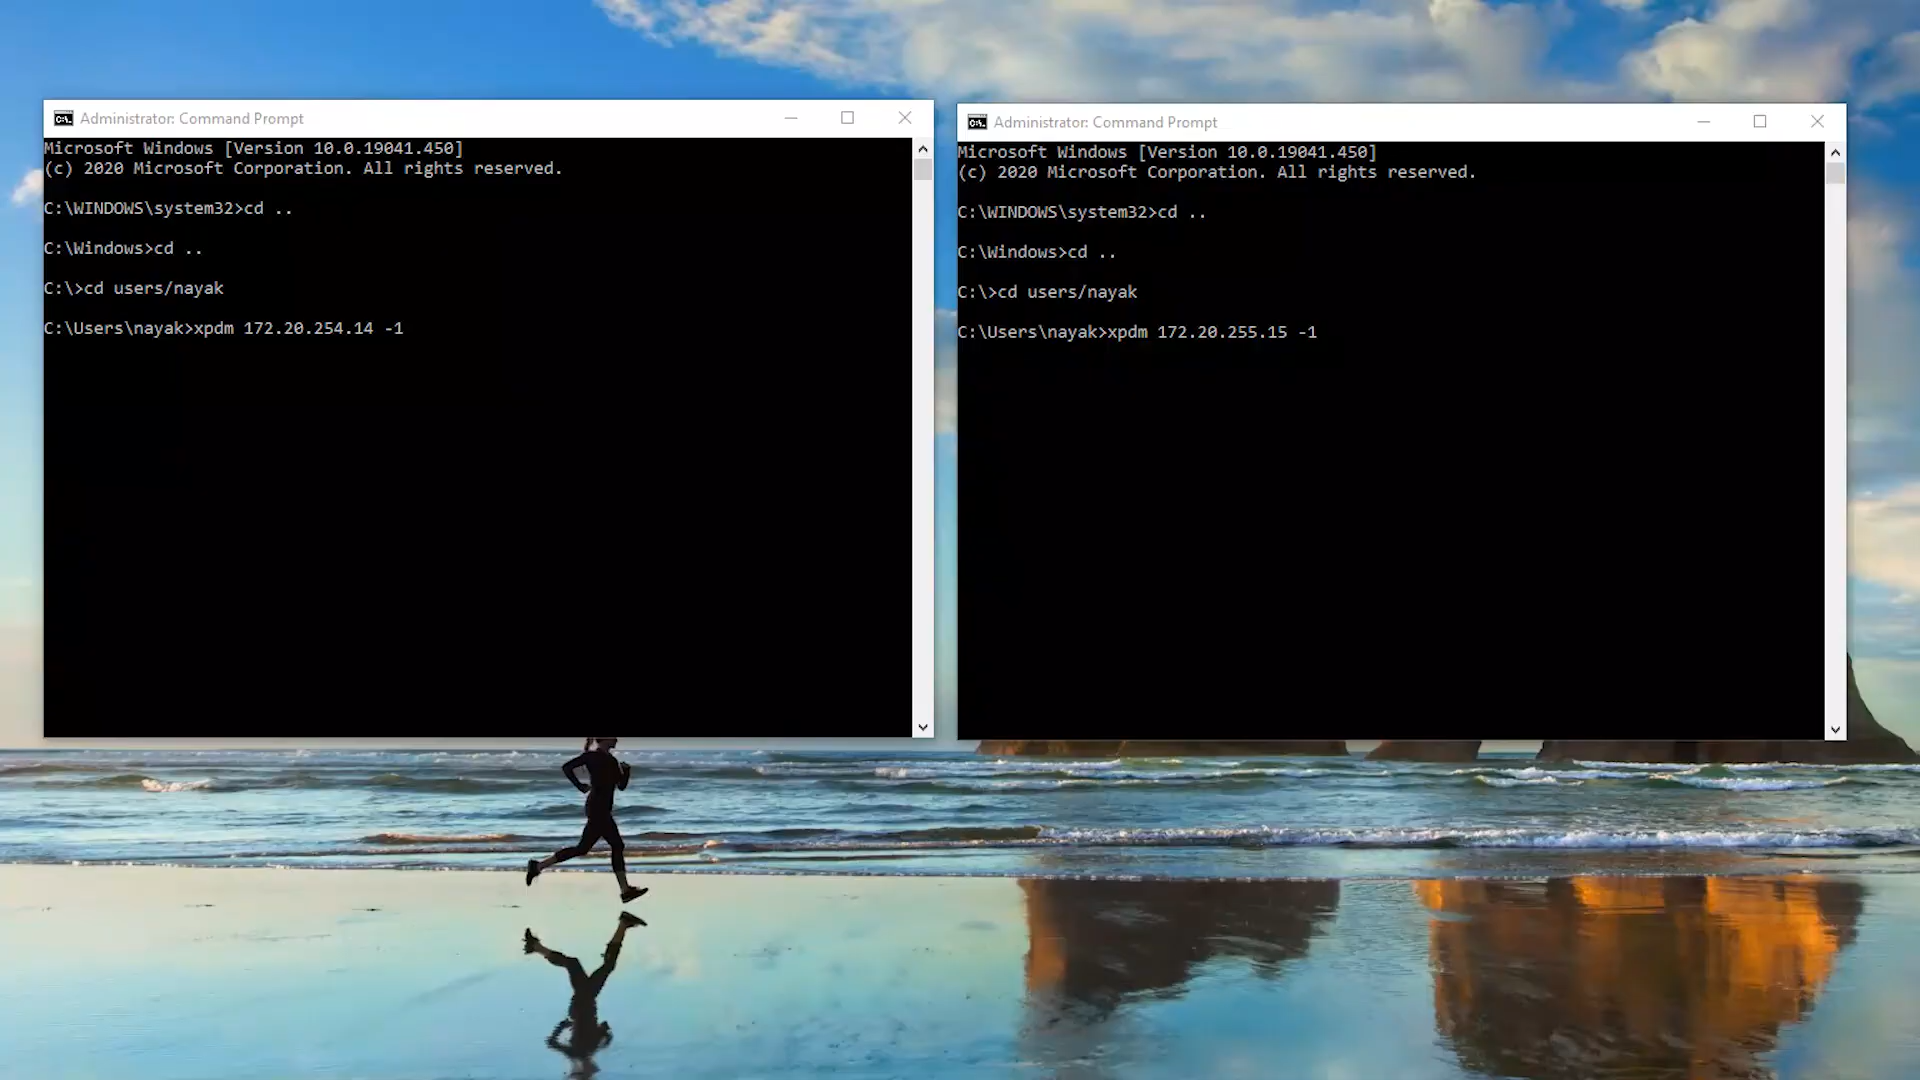 Administrator: Command Prompt
Microsoft Windows [Version 10.0.19041.450]
(c) 2020 Microsoft Corporation. All rights reserved.
C:\WINDOWS\system32>cd ..
C:\Windows>cd ..
C:\>cd users/nayak
C:\Users\nayak>xpdm 172.20.254.14 -1
Administrator: Command Prompt
Microsoft Windows [Version 10.0.19041.450]
(c) 2020 Microsoft Corporation. All rights reserved.
C:\WINDOWS\system32>cd ..
C:\Windows>cd ..
C:\>cd users/nayak
C:\Users\nayak>xpdm 172.20.255.15 -1